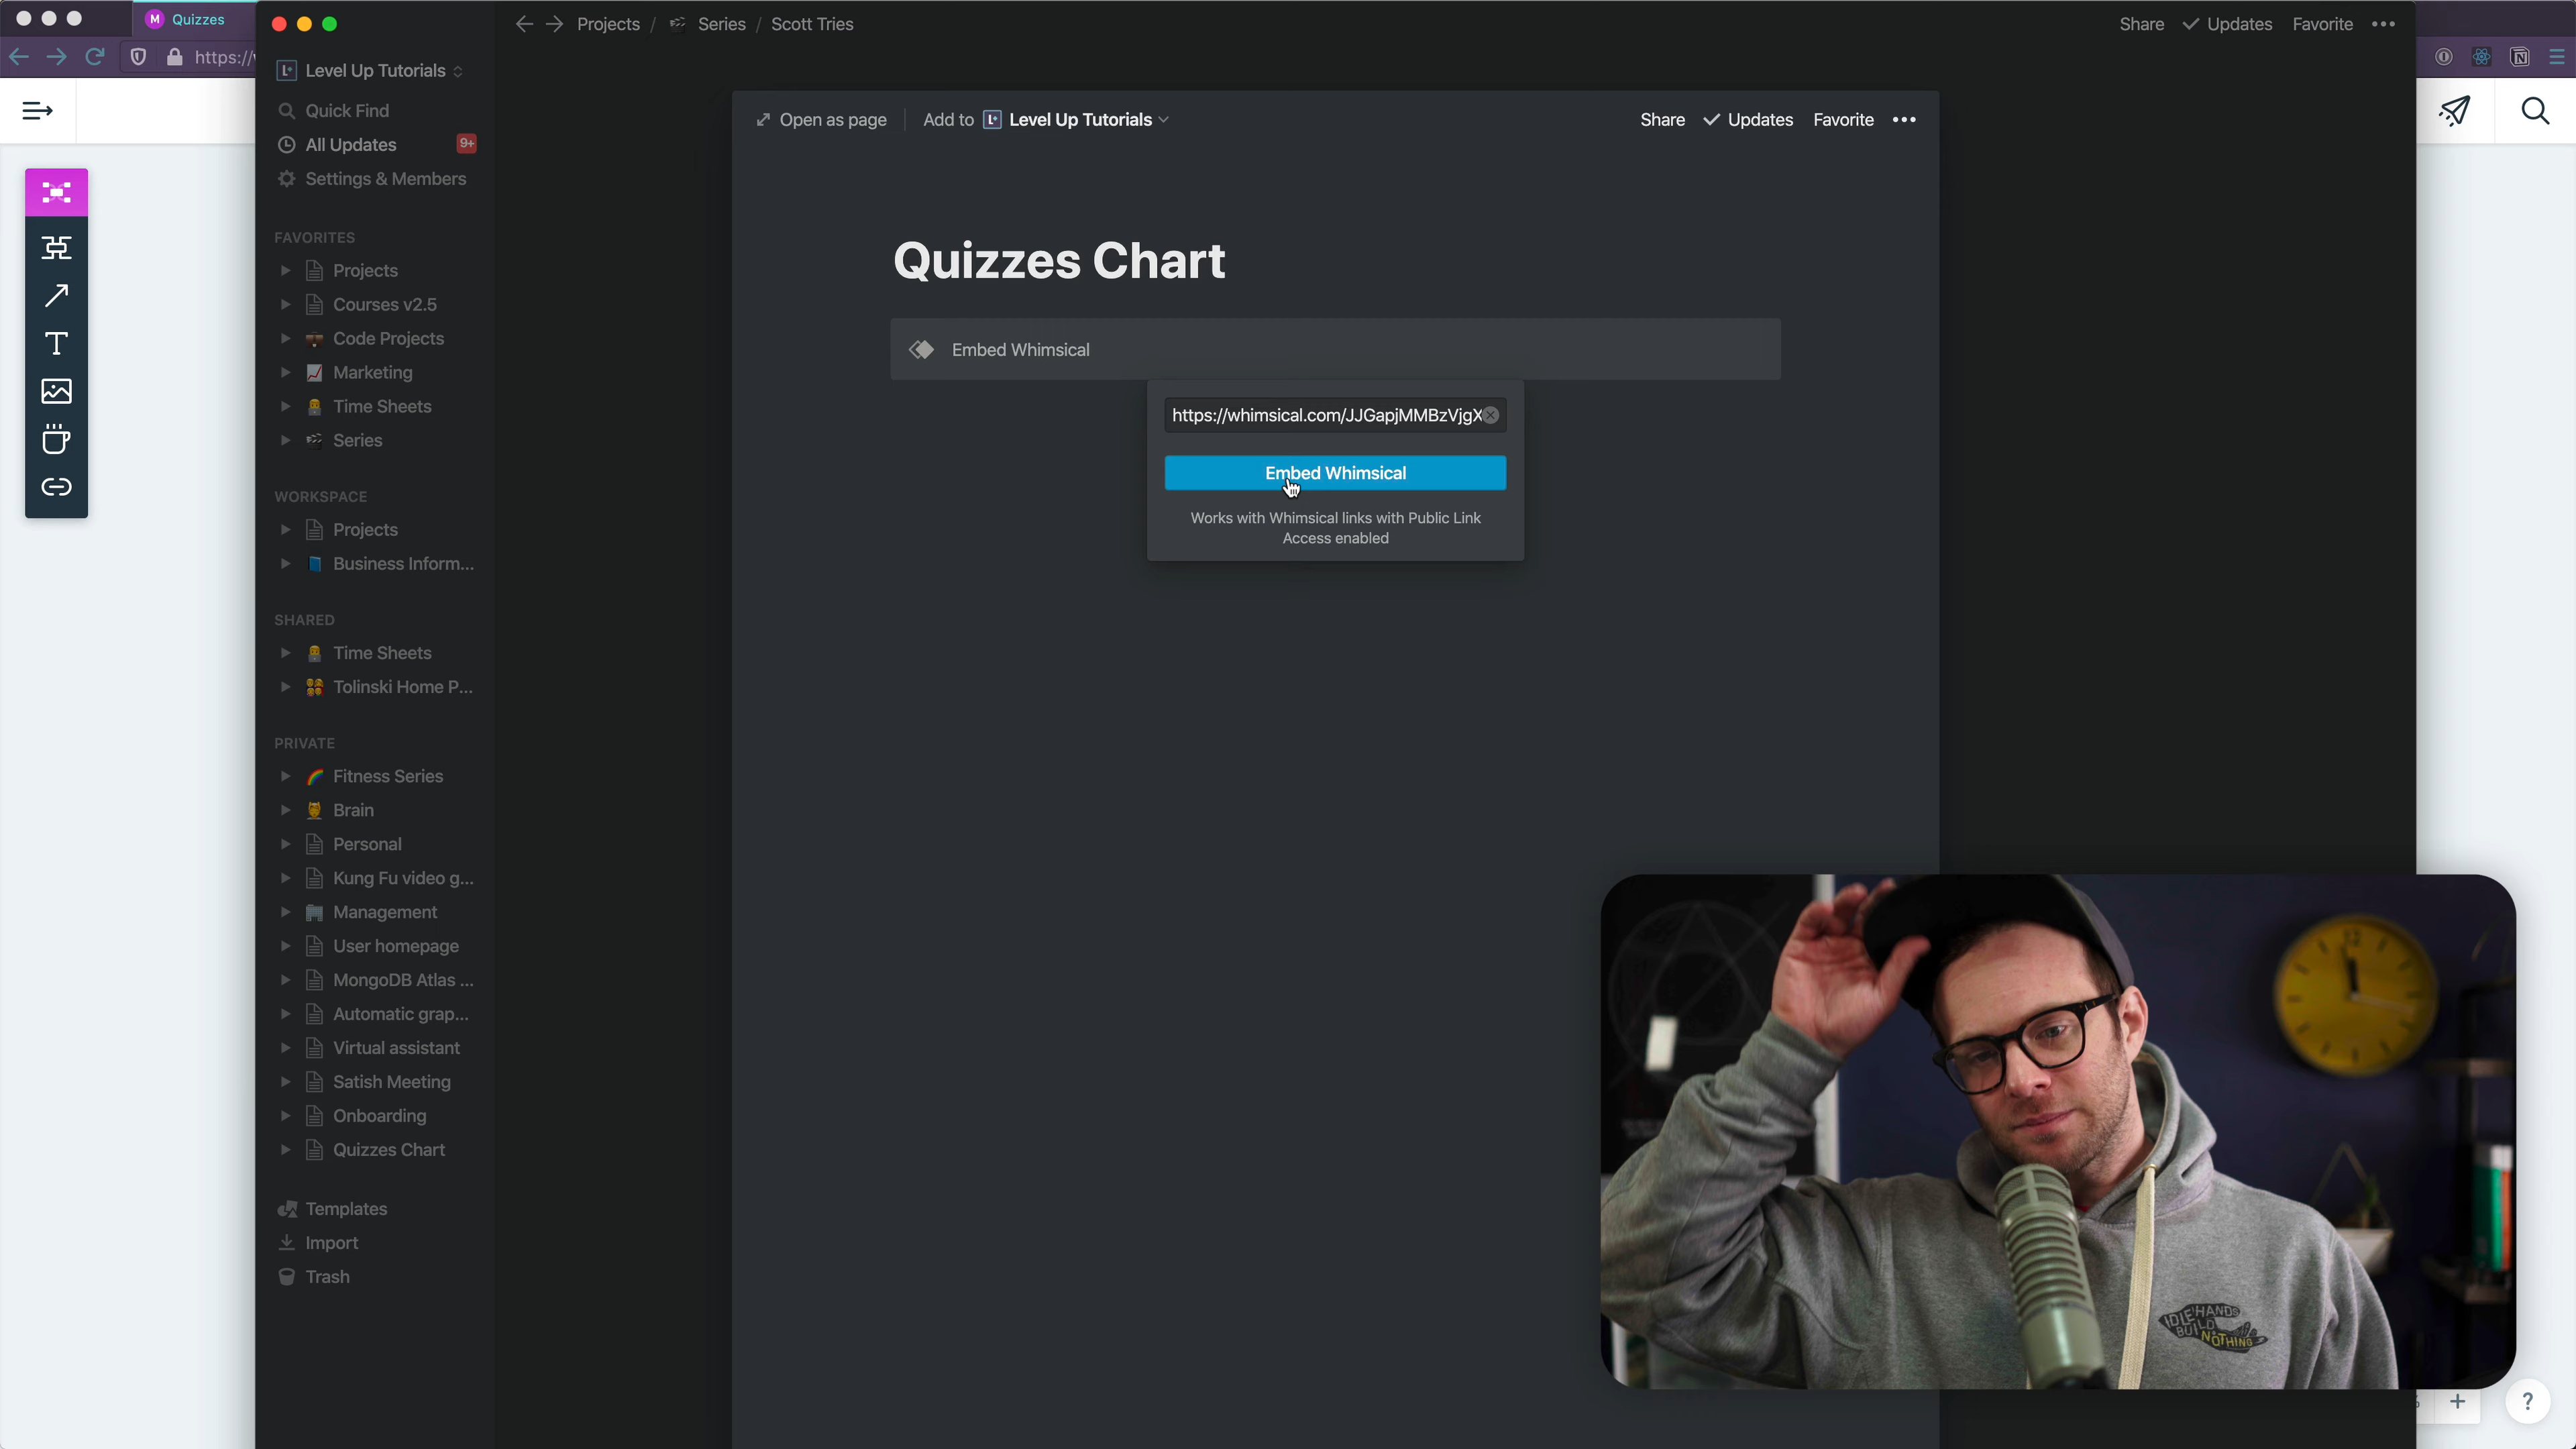 M Quizzes
https://v
Level Up Tutorials
Quick Find
All Updates
9+
Settings & Members
FAVORITES
Projects
Courses v2.5
Code Projects
Marketing
Time Sheets
Series
WORKSPACE
Projects
Business Inform...
SHARED
Time Sheets
Tolinski Home P...
PRIVATE
Fitness Series
Brain
Personal
Kung Fu video g...
Management
User homepage
MongoDB Atlas ...
Automatic grap...
Virtual assistant
Satish Meeting
Onboarding
Quizzes Chart
Templates
Import
Trash
Projects / Series / Scott Tries
Share Updates Favorite
Open as page Add to Level Up Tutorials
Share Updates Favorite
Quizzes Chart
Embed Whimsical
https://whimsical.com/JJGapjMMBzVjgX
Embed Whimsical
Works with Whimsical links with Public Link
Access enabled
IDLE HANDS
BUILD
NOTHING